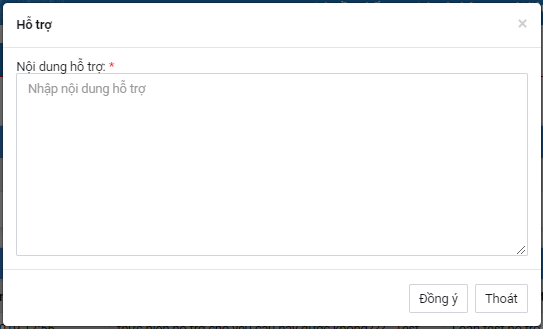 Hỗ trợ
×
Nội dung hỗ trợ: *
Nhập nội dung hỗ trợ
Đồng ý
Thoát